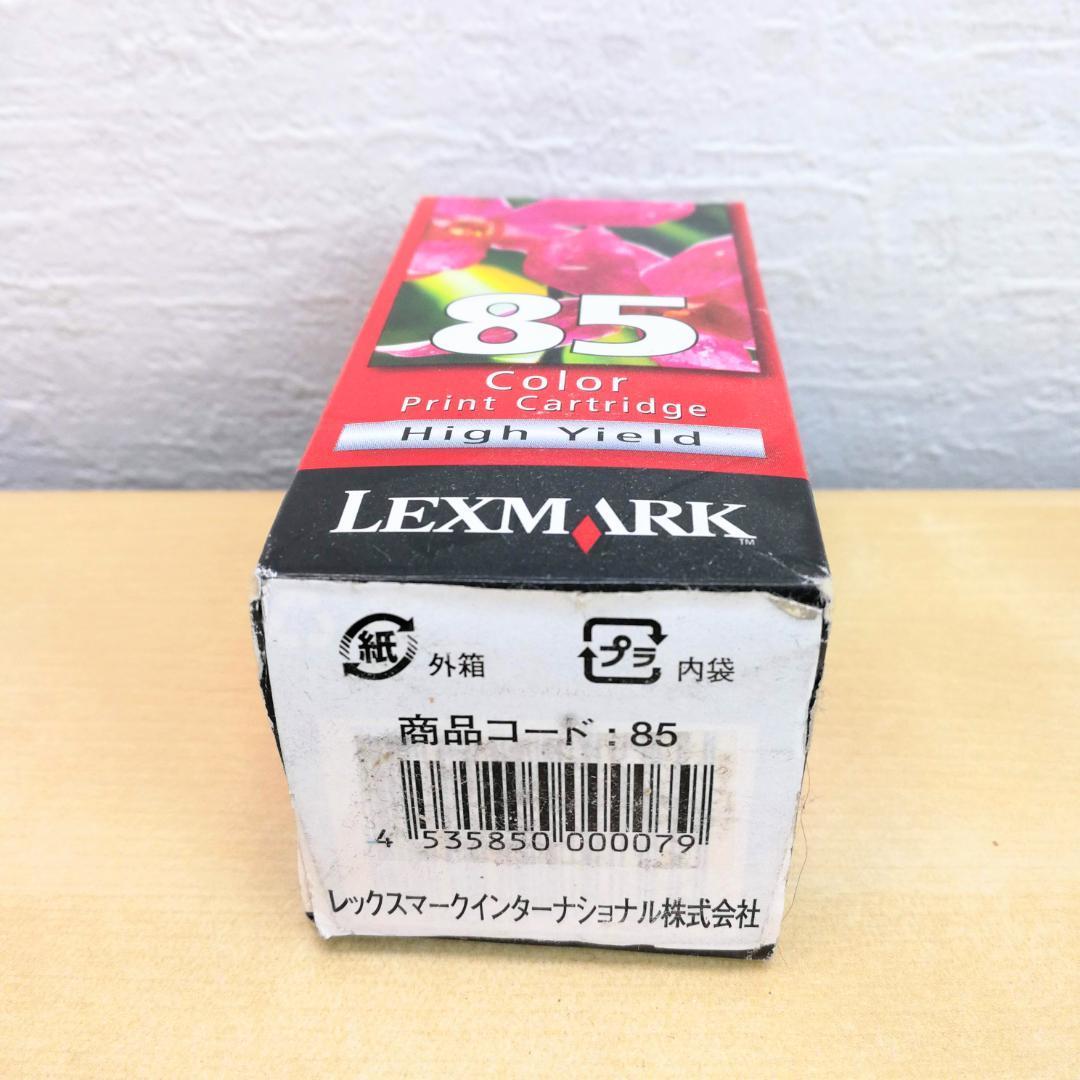 85
Color
Print Cartridge
High Yield
LEXMARK™
紙 外箱
プラ 内袋
商品コード：85
4 535850 000079
レックスマークインターナショナル株式会社